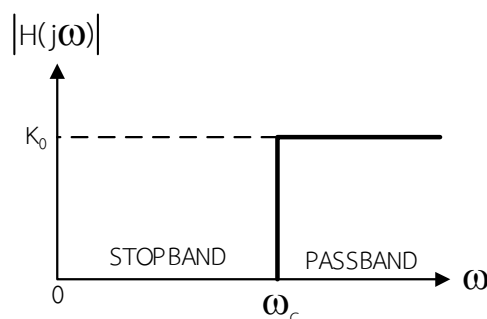 |H(jω)|
K₀
STOPBAND PASSBAND
0 ω꜀ ω